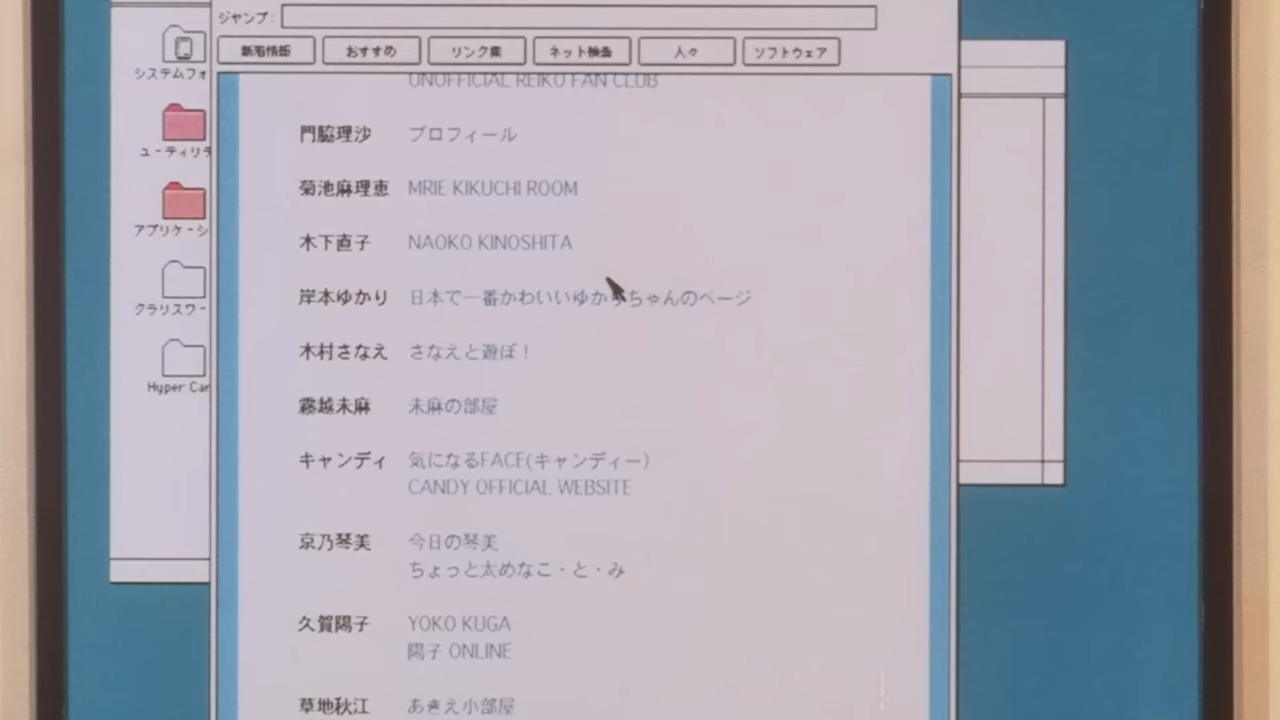 ジャンプ:
新着情報 おすすめ リンク集 ネット検索 人々 ソフトウェア
システムフォ
ユーティリテ
アプリケーシ
クラリスワー
Hyper Car
UNOFFICIAL REIKO FAN CLUB
門脇理沙 プロフィール
菊池麻理恵 MRIE KIKUCHI ROOM
木下直子 NAOKO KINOSHITA
岸本ゆかり 日本で一番かわいいゆかりちゃんのページ
木村さなえ さなえと遊ぼ！
霧越未麻 未麻の部屋
キャンディ 気になるFACE(キャンディー)
CANDY OFFICIAL WEBSITE
京乃琴美 今日の琴美
ちょっと太めなこ・と・み
久賀陽子 YOKO KUGA
陽子 ONLINE
草地秋江 あきえ小部屋